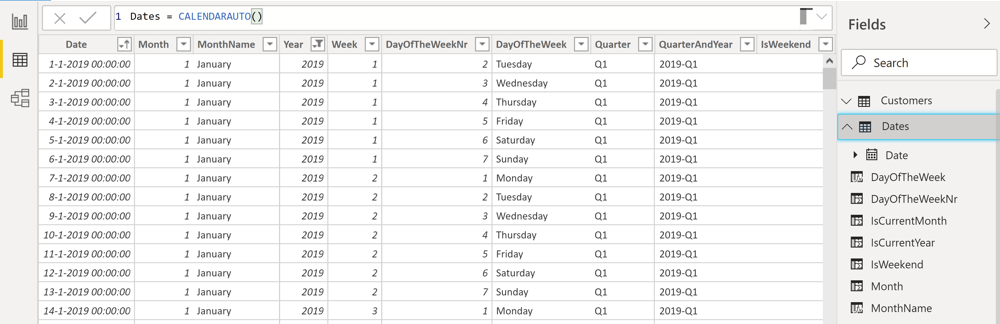 1 Dates = CALENDARAUTO()
Fields
Date Month MonthName Year Week DayOfTheWeekNr DayOfTheWeek Quarter QuarterAndYear IsWeekend
Search
1-1-2019 00:00:00 1 January 2019 1 2 Tuesday Q1 2019-Q1
2-1-2019 00:00:00 1 January 2019 1 3 Wednesday Q1 2019-Q1
3-1-2019 00:00:00 1 January 2019 1 4 Thursday Q1 2019-Q1
4-1-2019 00:00:00 1 January 2019 1 5 Friday Q1 2019-Q1
5-1-2019 00:00:00 1 January 2019 1 6 Saturday Q1 2019-Q1
6-1-2019 00:00:00 1 January 2019 1 7 Sunday Q1 2019-Q1
7-1-2019 00:00:00 1 January 2019 2 1 Monday Q1 2019-Q1
8-1-2019 00:00:00 1 January 2019 2 2 Tuesday Q1 2019-Q1
9-1-2019 00:00:00 1 January 2019 2 3 Wednesday Q1 2019-Q1
10-1-2019 00:00:00 1 January 2019 2 4 Thursday Q1 2019-Q1
11-1-2019 00:00:00 1 January 2019 2 5 Friday Q1 2019-Q1
12-1-2019 00:00:00 1 January 2019 2 6 Saturday Q1 2019-Q1
13-1-2019 00:00:00 1 January 2019 2 7 Sunday Q1 2019-Q1
14-1-2019 00:00:00 1 January 2019 3 1 Monday Q1 2019-Q1
Customers
Dates
Date
DayOfTheWeek
DayOfTheWeekNr
IsCurrentMonth
IsCurrentYear
IsWeekend
Month
MonthName